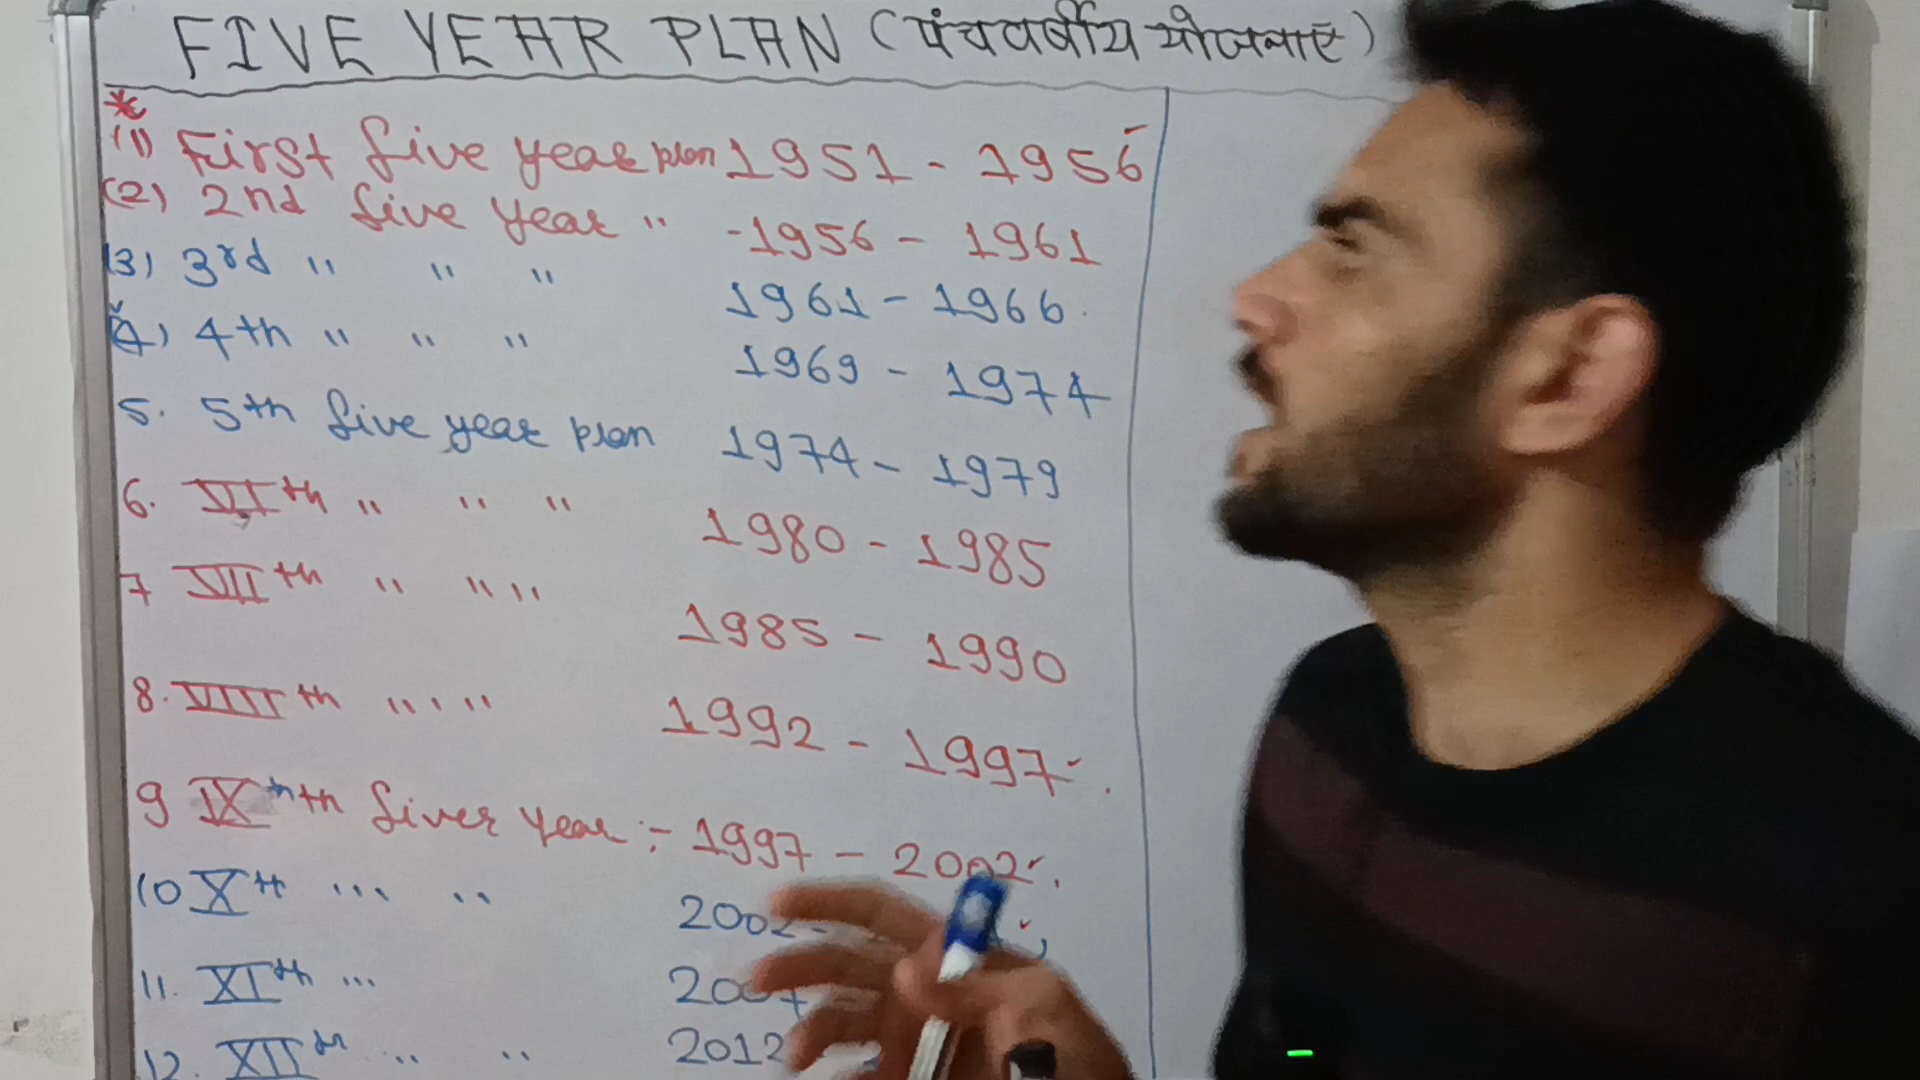 FIVE YEAR PLAN (पंचवर्षीय योजनाएँ)
(1) First five year plan 1951 - 1956
(2) 2nd five year " - 1956 - 1961
(3) 3rd " " " 1961 - 1966.
(4) 4th " " " 1969 - 1974
5. 5th five year plan 1974 - 1979
6. VIth " " " 1980 - 1985
7 VIIth " " " 1985 - 1990
8. VIIIth " " " 1992 - 1997
9 IXth fiver year :- 1997 - 2002
10 Xth " " 2002-
11. XIth " 2007
12. XIIth " " 2012